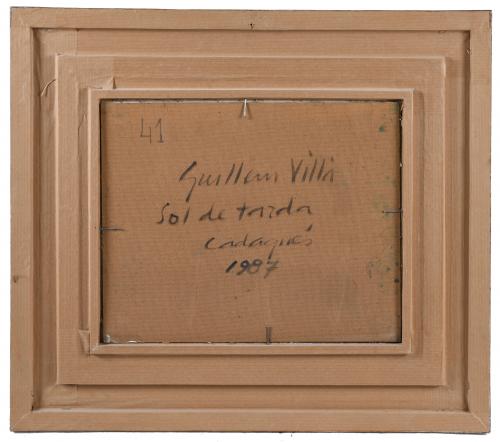 41
Guillem Villà
Sol de tarda
Cadaqués
1987